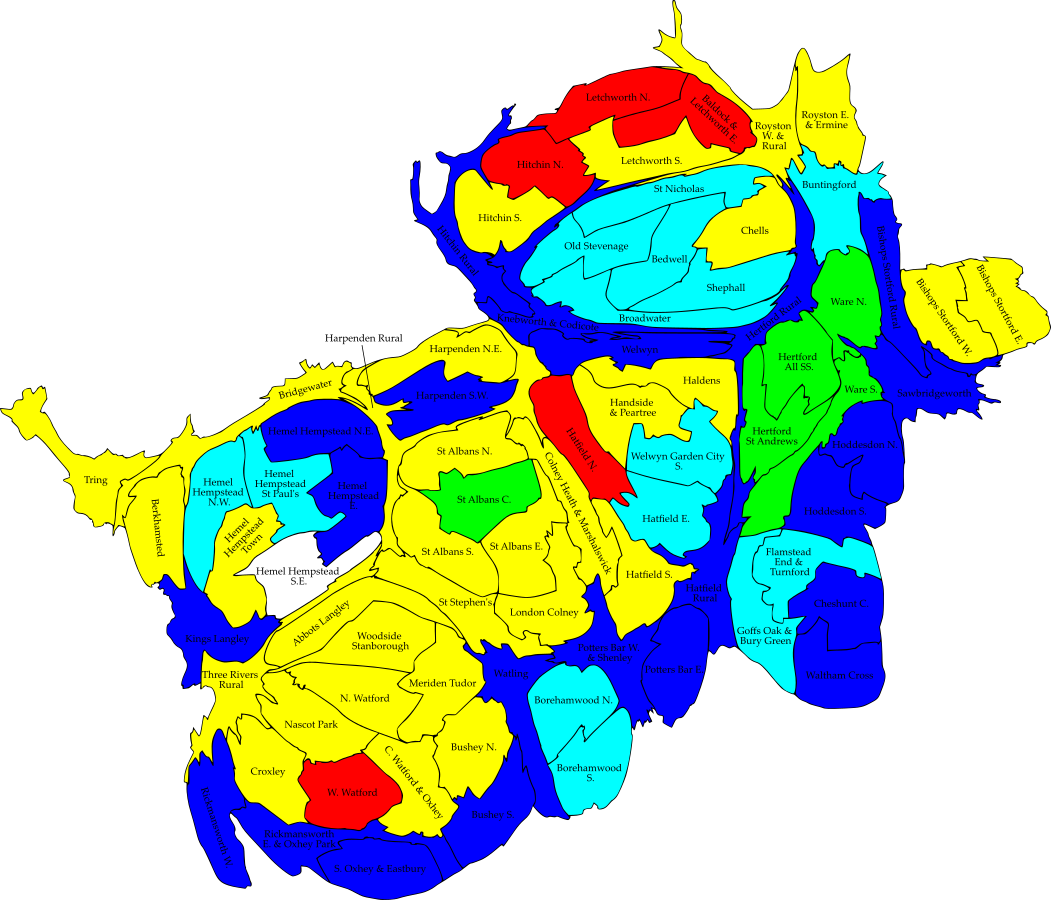 Letchworth N.
Baldock &
Letchworth E.
Royston
W. &
Rural
Royston E.
& Ermine
Hitchin N.
Letchworth S.
St Nicholas
Buntingford
Hitchin S.
Chells
Old Stevenage
Bedwell
Hitchin Rural
Shephall
Bishops Stortford Rural
Bishops Stortford W.
Bishops Stortford E.
Ware N.
Hertford Rural
Broadwater
Knebworth & Codicote
Harpenden Rural
Harpenden N.E.
Welwyn
Hertford
All SS.
Bridgewater
Haldens
Ware S.
Harpenden S.W.
Sawbridgeworth
Handside
& Peartree
Hemel Hempstead N.E.
Hertford
St Andrews
Hoddesdon N.
St Albans N.
Hatfield N.
Welwyn Garden City
S.
Tring
Hemel
Hempstead
N.W.
Hemel
Hempstead
St Paul's
Hemel
Hempstead
E.
Berkhamsted
St Albans C.
Colney Heath & Marshalswick
Hoddesdon S.
Hatfield E.
Hemel
Hempstead
Town
St Albans S.
St Albans E.
Flamstead
End &
Turnford
Hemel Hempstead
S.E.
Hatfield S.
Hatfield
Rural
Cheshunt C.
Abbots Langley
St Stephen's
London Colney
Goffs Oak &
Bury Green
Kings Langley
Woodside
Stanborough
Potters Bar W.
& Shenley
Three Rivers
Rural
Meriden Tudor
Watling
Potters Bar E.
Waltham Cross
N. Watford
Borehamwood N.
Nascot Park
Bushey N.
Croxley
C. Watford & Oxhey
Borehamwood
S.
W. Watford
Rickmansworth W.
Bushey S.
Rickmansworth
E. & Oxhey Park
S. Oxhey & Eastbury